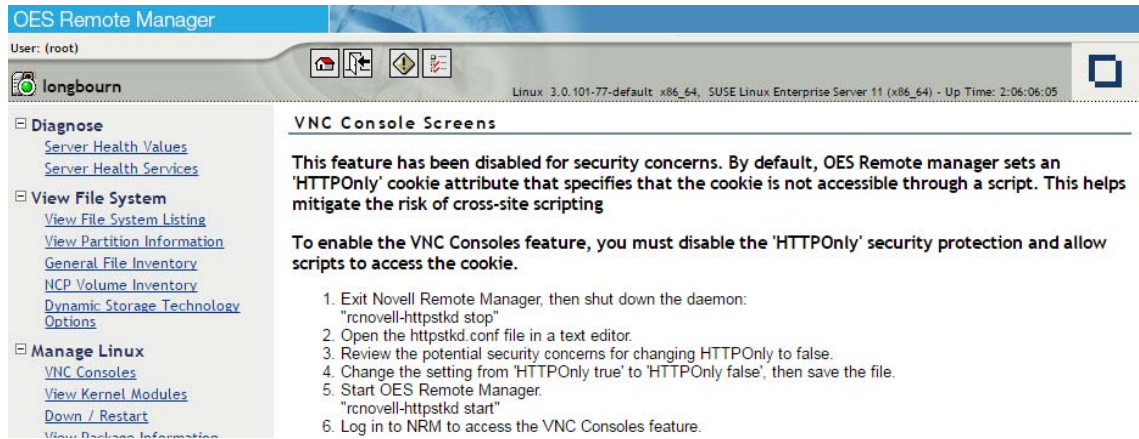 OES Remote Manager
User: (root)
longbourn
Linux 3.0.101-77-default x86_64, SUSE Linux Enterprise Server 11 (x86_64) - Up Time: 2:06:06:05
Diagnose
Server Health Values
Server Health Services
View File System
View File System Listing
View Partition Information
General File Inventory
NCP Volume Inventory
Dynamic Storage Technology
Options
Manage Linux
VNC Consoles
View Kernel Modules
Down / Restart
View Package Information
VNC Console Screens
This feature has been disabled for security concerns. By default, OES Remote manager sets an
'HTTPOnly' cookie attribute that specifies that the cookie is not accessible through a script. This helps
mitigate the risk of cross-site scripting
To enable the VNC Consoles feature, you must disable the 'HTTPOnly' security protection and allow
scripts to access the cookie.
1. Exit Novell Remote Manager, then shut down the daemon:
"rcnovell-httpstkd stop"
2. Open the httpstkd.conf file in a text editor.
3. Review the potential security concerns for changing HTTPOnly to false.
4. Change the setting from 'HTTPOnly true' to 'HTTPOnly false', then save the file.
5. Start OES Remote Manager.
"rcnovell-httpstkd start"
6. Log in to NRM to access the VNC Consoles feature.